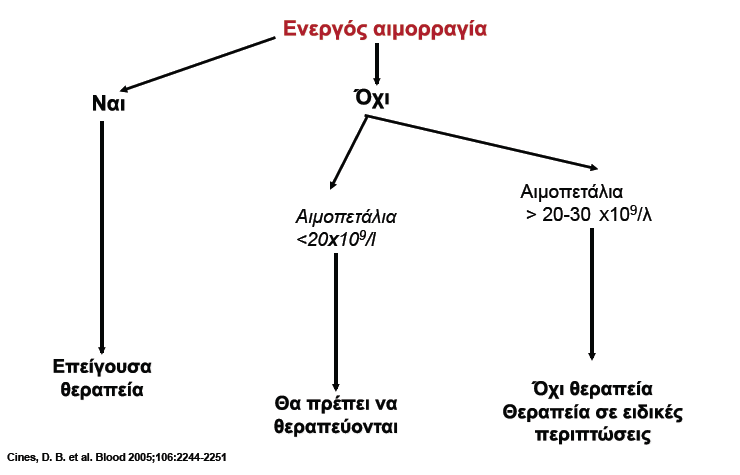 Ενεργός αιμορραγία
Ναι
Όχι
Αιμοπετάλια
<20x10⁹/l
Αιμοπετάλια
> 20-30 x10⁹/λ
Επείγουσα
θεραπεία
Θα πρέπει να
θεραπεύονται
Όχι θεραπεία
Θεραπεία σε ειδικές
περιπτώσεις
Cines, D. B. et al. Blood 2005;106:2244-2251